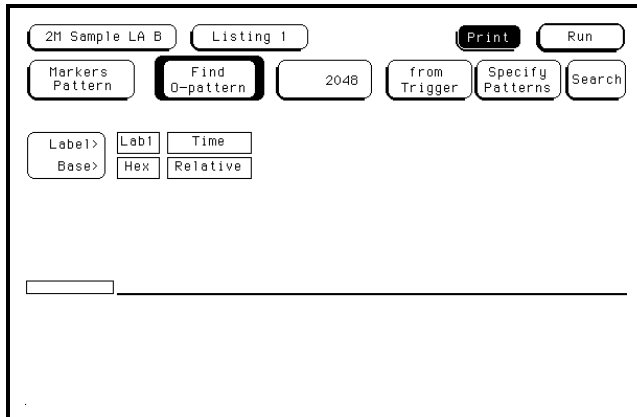 2M Sample LA B Listing 1 Print Run
Markers Pattern Find O-pattern 2048 from Trigger Specify Patterns Search
Label> Lab1 Time
Base> Hex Relative